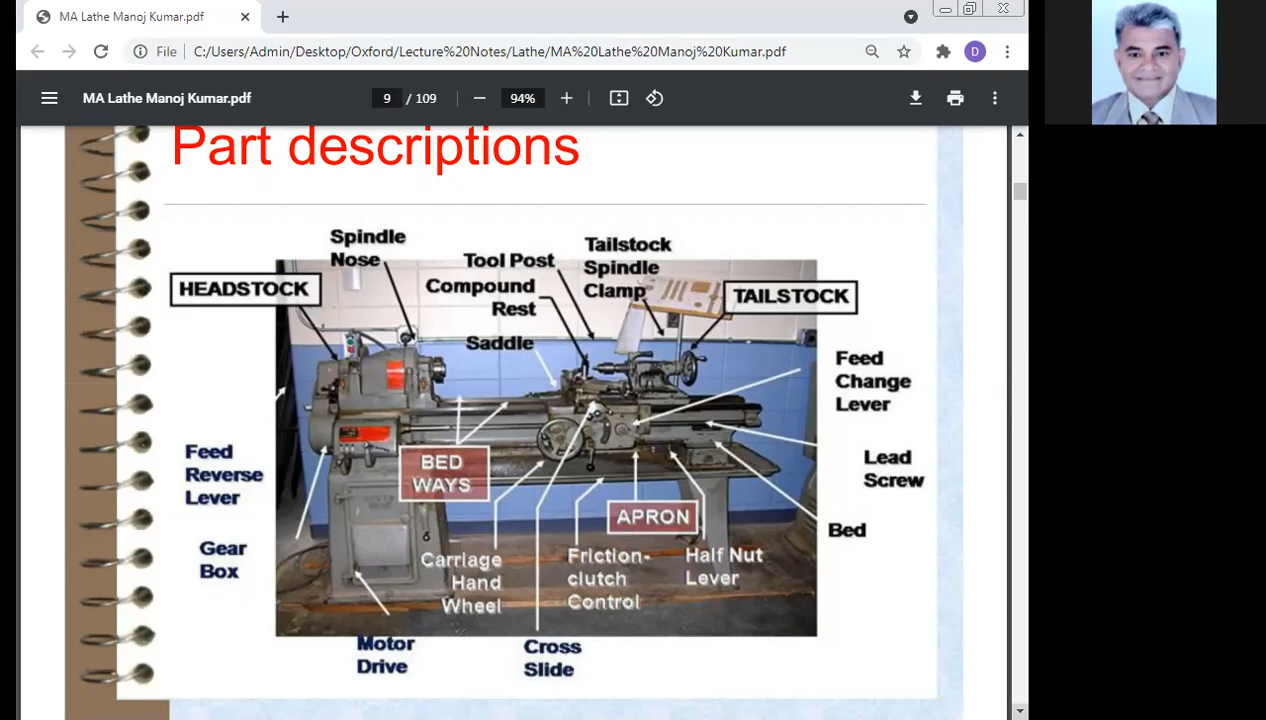 MA Lathe Manoj Kumar.pdf
File C:/Users/Admin/Desktop/Oxford/Lecture%20Notes/Lathe/MA%20Lathe%20Manoj%20Kumar.pdf
D
MA Lathe Manoj Kumar.pdf
9 / 109
94%
Part descriptions
Spindle
Nose
Tool Post
Compound
Rest
Saddle
Tailstock
Spindle
Clamp
HEADSTOCK
TAILSTOCK
Feed
Change
Lever
Feed
Reverse
Lever
BED
WAYS
Lead
Screw
APRON
Bed
Gear
Box
Carriage
Hand
Wheel
Friction-
clutch
Control
Half Nut
Lever
Motor
Drive
Cross
Slide